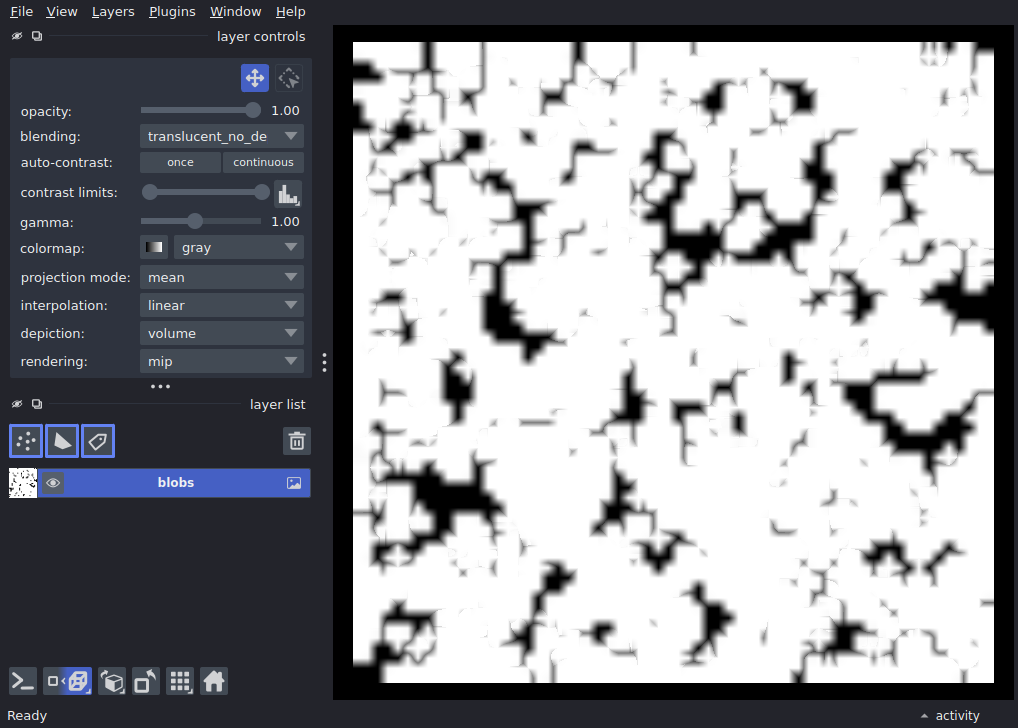 File View Layers Plugins Window Help
layer controls
opacity: 1.00
blending: translucent_no_de
auto-contrast: once continuous
contrast limits:
gamma: 1.00
colormap: gray
projection mode: mean
interpolation: linear
depiction: volume
rendering: mip
layer list
blobs
Ready activity